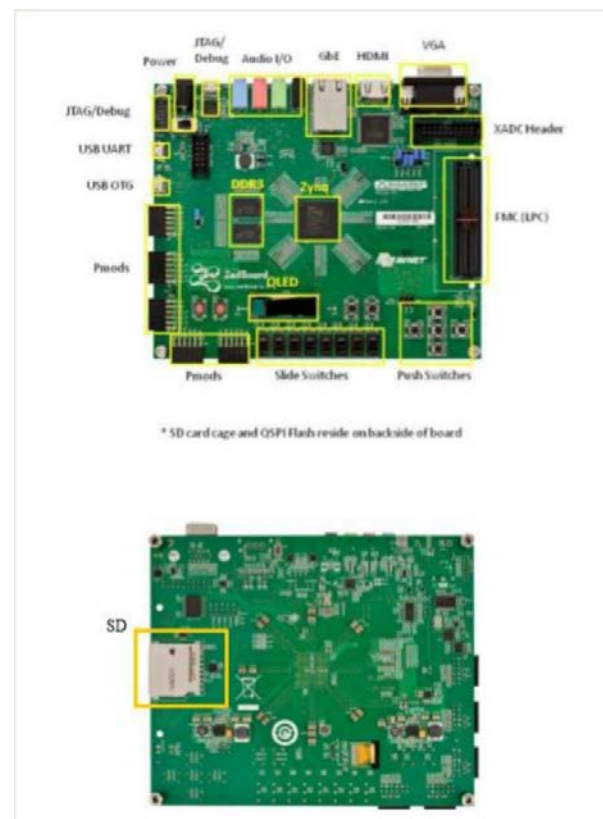 JTAG/
Debug
Power
Audio I/O
GbE
HDMI
VGA
JTAG/Debug
XADC Header
USB UART
USB OTG
DDR3
Zynq
FMC (LPC)
Pmods
ZedBoard
OLED
AVNET
Pmods
Slide Switches
Push Switches
* SD card cage and QSPI Flash reside on backside of board
SD